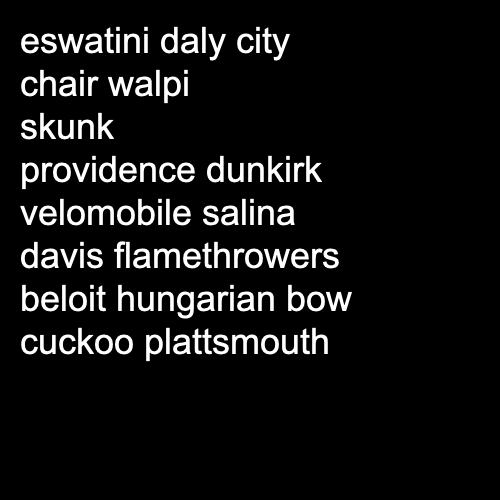 eswatini daly city
chair walpi
skunk
providence dunkirk
velomobile salina
davis flamethrowers
beloit hungarian bow
cuckoo plattsmouth